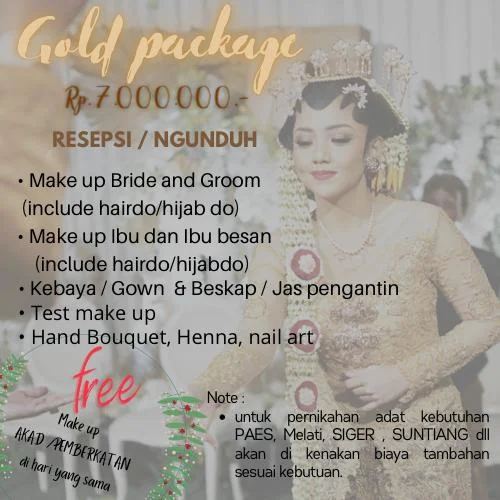 Gold package
Rp.7.000.000.-
RESEPSI / NGUNDUH
• Make up Bride and Groom
(include hairdo/hijab do)
• Make up Ibu dan Ibu besan
(include hairdo/hijabdo)
• Kebaya / Gown & Beskap / Jas pengantin
• Test make up
• Hand Bouquet, Henna, nail art
free
Make up
AKAD /PEMBERKATAN
di hari yang sama
Note :
• untuk pernikahan adat kebutuhan
PAES, Melati, SIGER , SUNTIANG dll
akan di kenakan biaya tambahan
sesuai kebutuan.